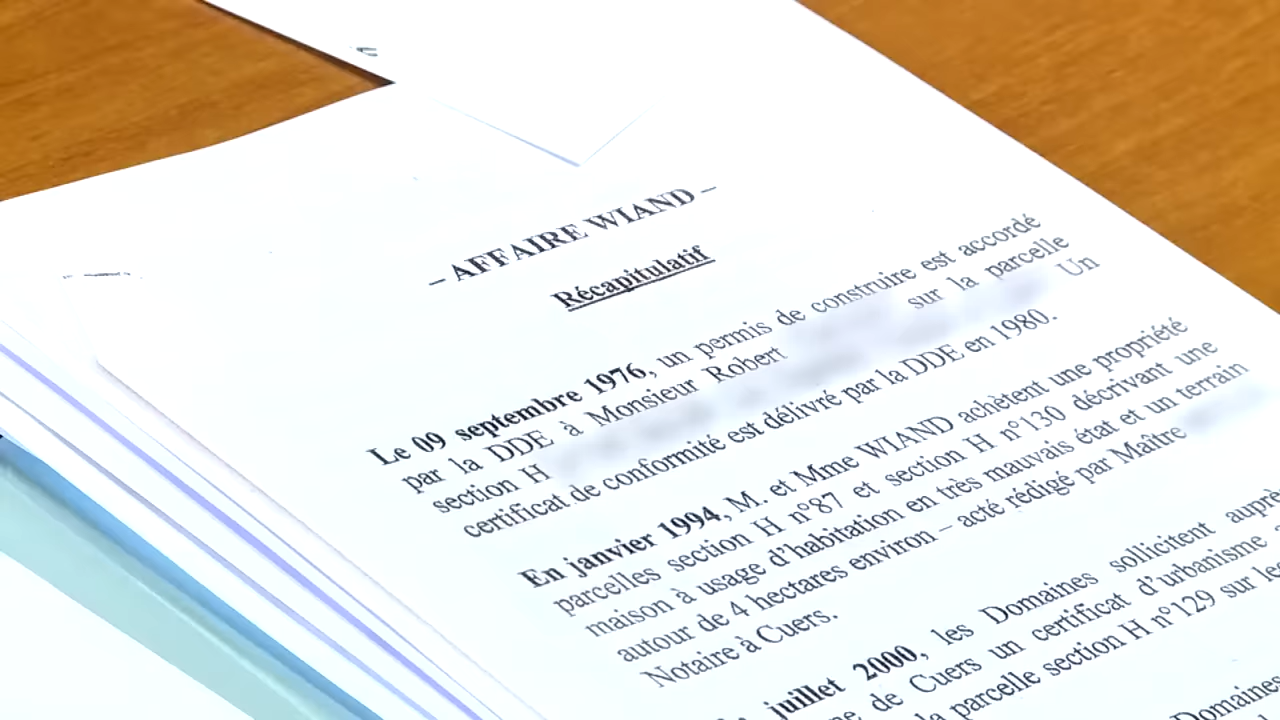 – AFFAIRE WIAND –
Récapitulatif
Le 09 septembre 1976, un permis de construire est accordé
par la DDE à Monsieur Robert sur la parcelle
section H Un
certificat de conformité est délivré par la DDE en 1980.
En janvier 1994, M. et Mme WIAND achètent une propriété
parcelles section H n°87 et section H n°130 décrivant une
maison à usage d'habitation en très mauvais état et un terrain
autour de 4 hectares environ – acté rédigé par Maître
Notaire à Cuers.
juillet 2000, les Domaines sollicitent auprès
de Cuers un certificat d'urbanisme
parcelle section H n°129 sur les
Domaines